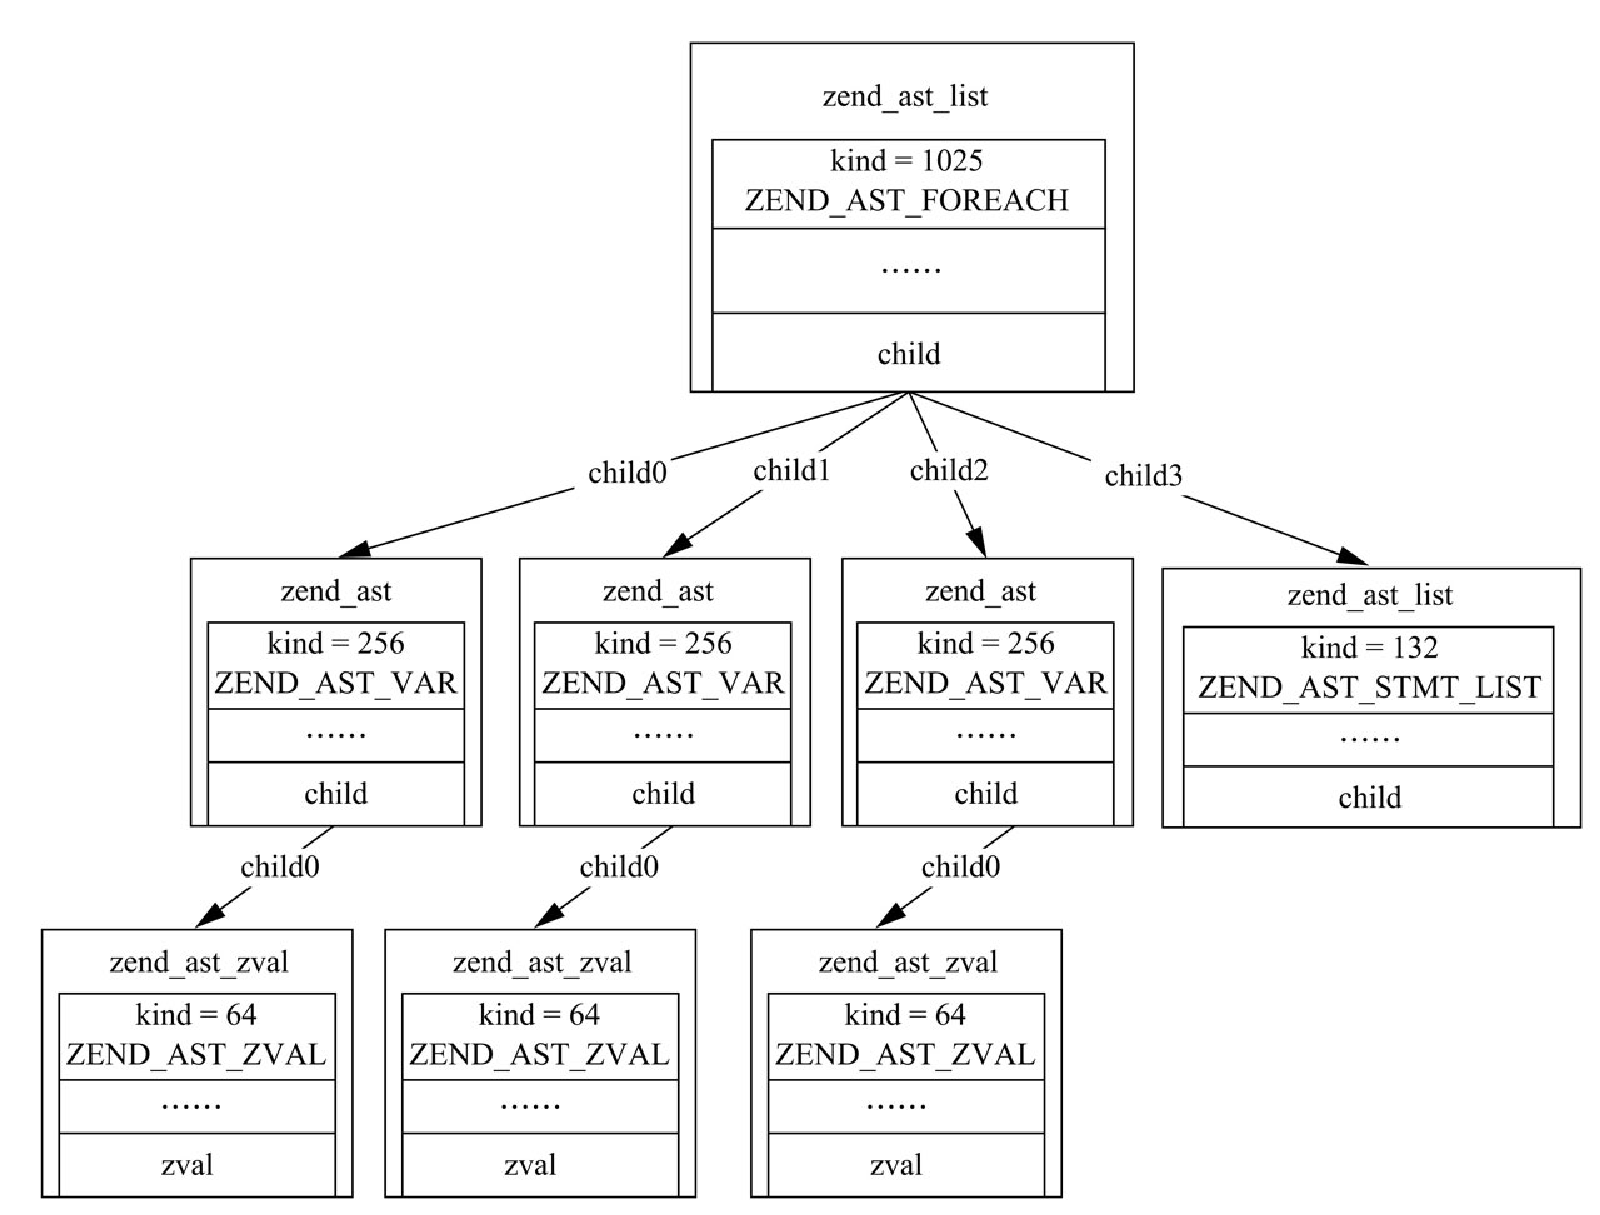 zend_ast_list
kind = 1025
ZEND_AST_FOREACH
······
child
child0
child1
child2
child3
zend_ast
kind = 256
ZEND_AST_VAR
······
child
zend_ast
kind = 256
ZEND_AST_VAR
······
child
zend_ast
kind = 256
ZEND_AST_VAR
······
child
zend_ast_list
kind = 132
ZEND_AST_STMT_LIST
······
child
child0
child0
child0
zend_ast_zval
kind = 64
ZEND_AST_ZVAL
······
zval
zend_ast_zval
kind = 64
ZEND_AST_ZVAL
······
zval
zend_ast_zval
kind = 64
ZEND_AST_ZVAL
······
zval